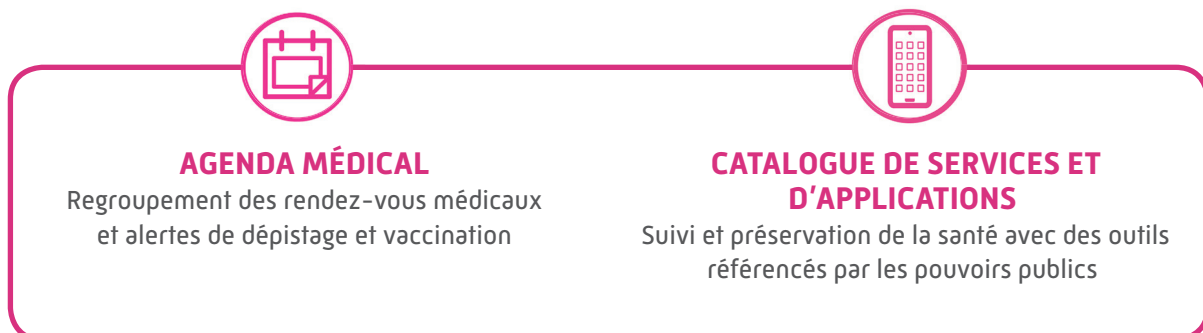 AGENDA MÉDICAL
Regroupement des rendez-vous médicaux
et alertes de dépistage et vaccination
CATALOGUE DE SERVICES ET
D'APPLICATIONS
Suivi et préservation de la santé avec des outils
référencés par les pouvoirs publics